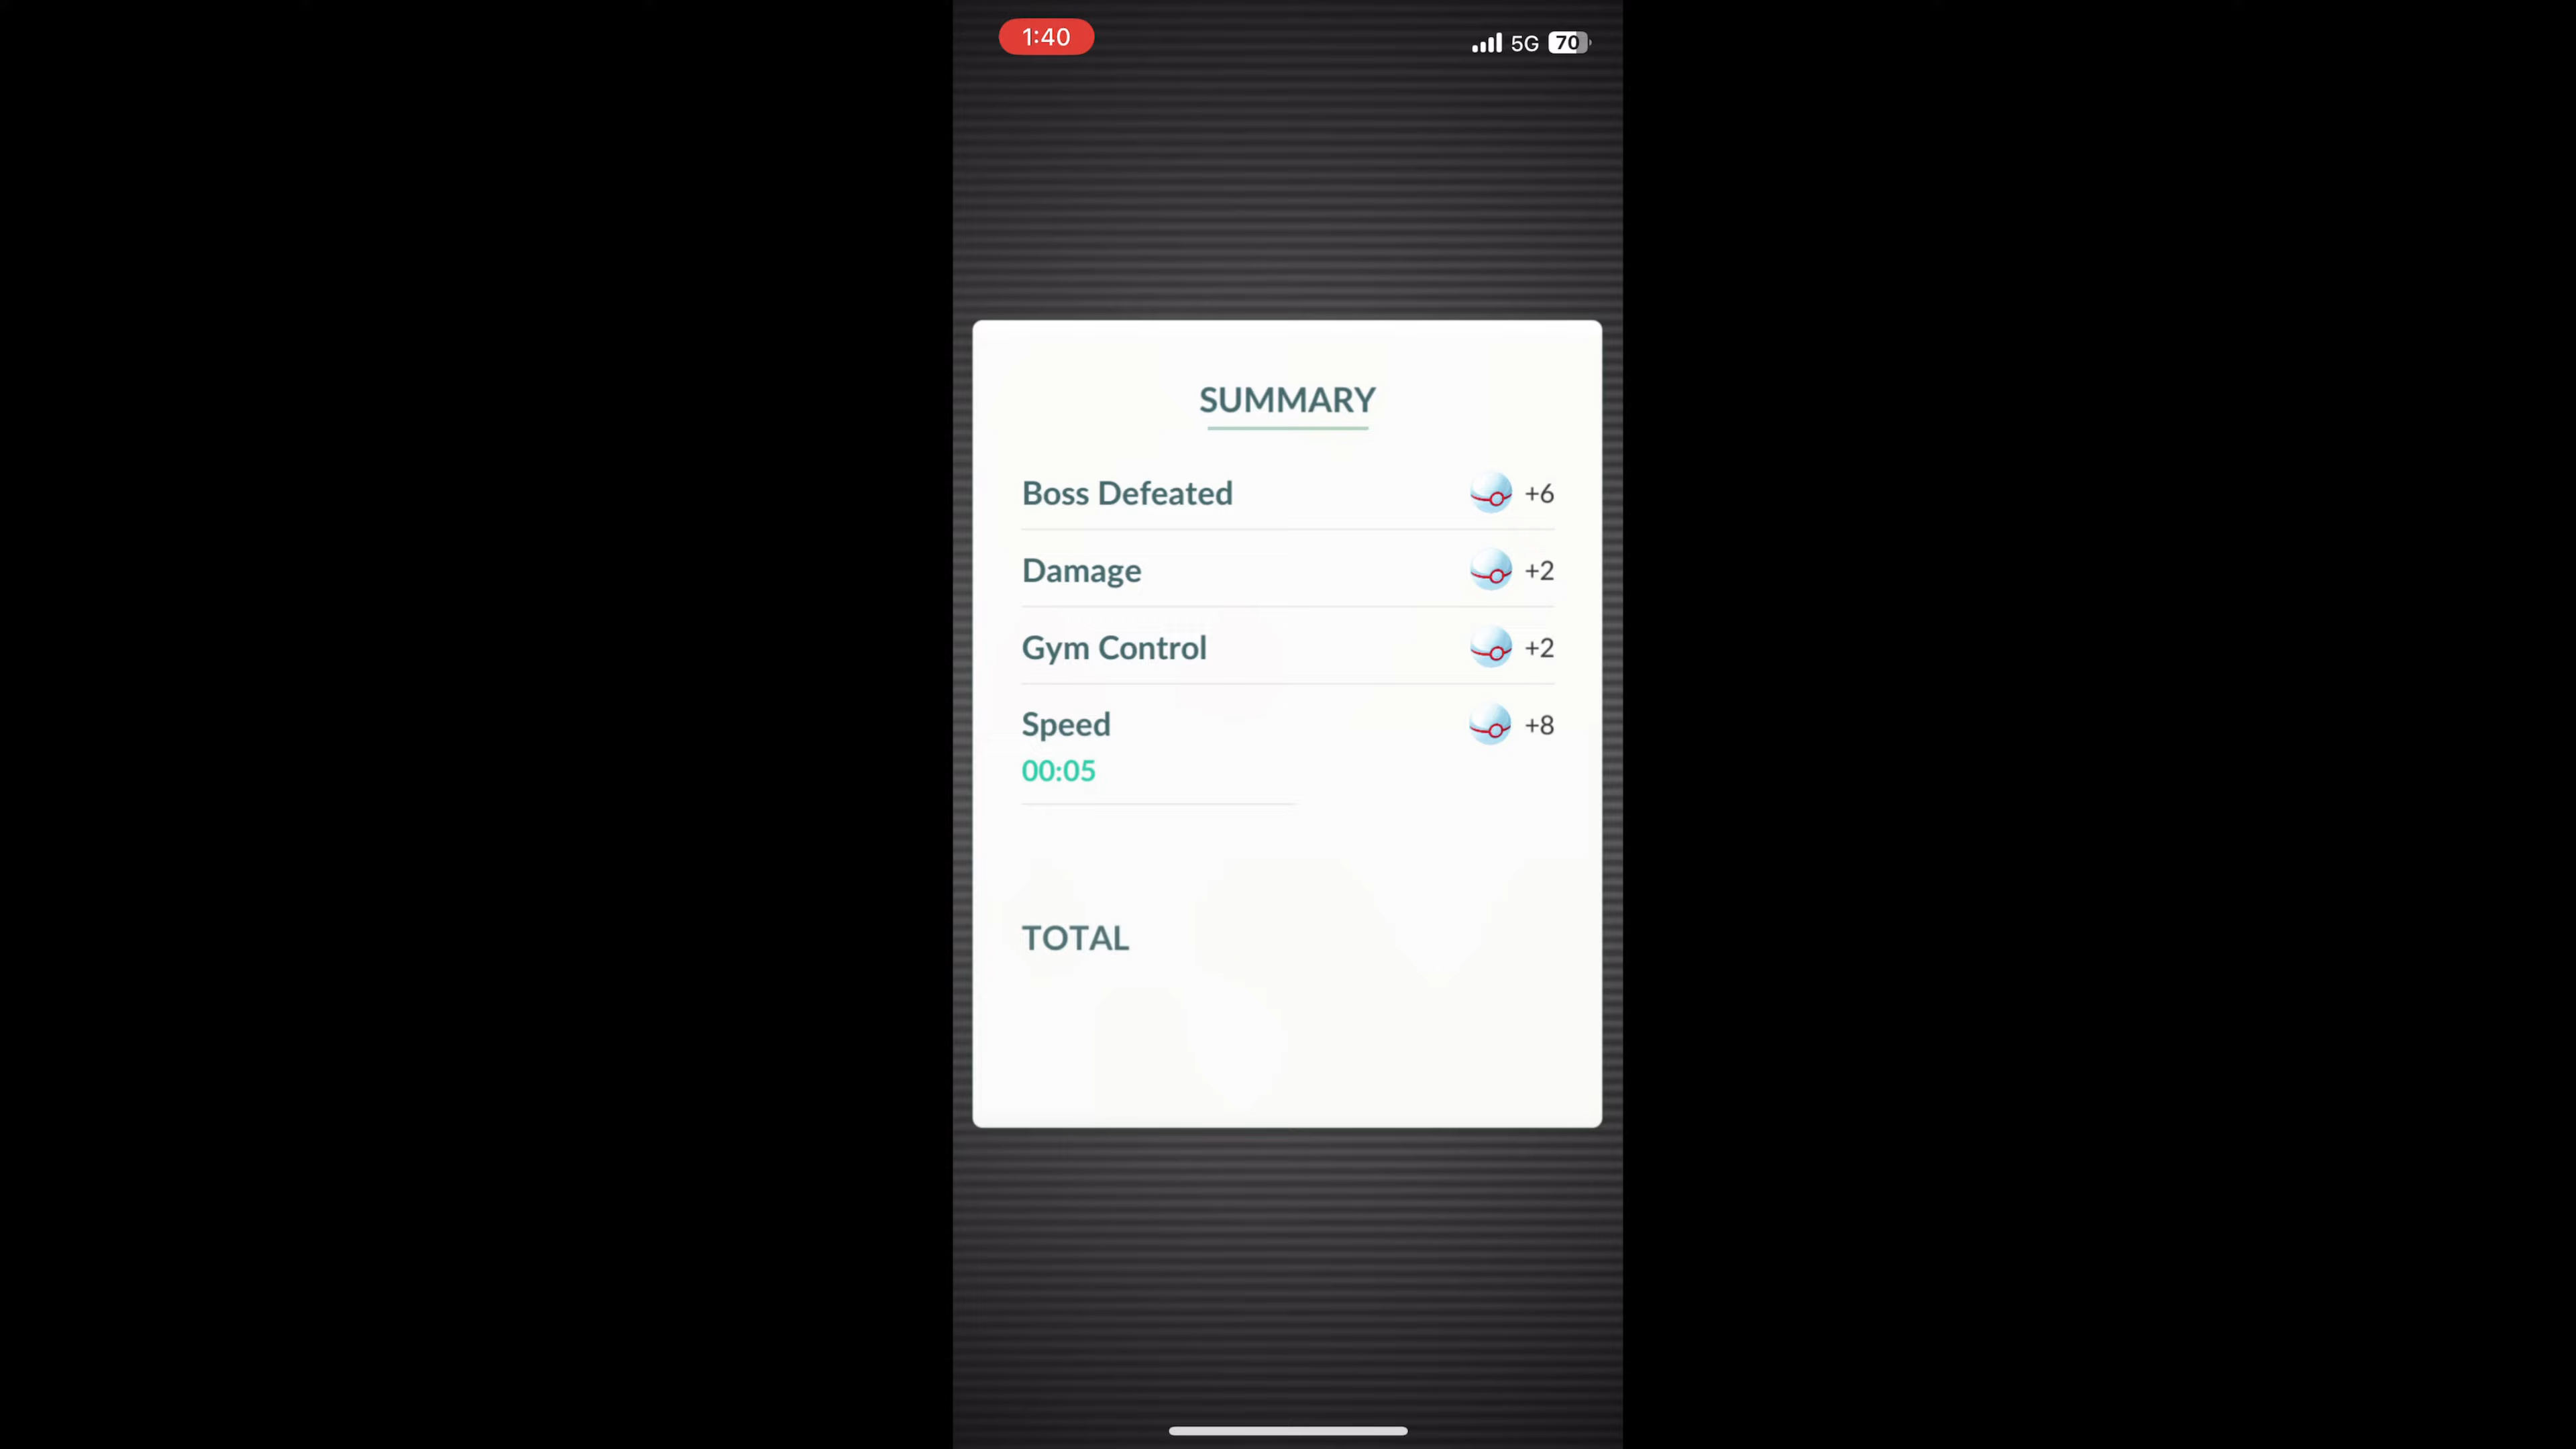 1:40
5G 70
SUMMARY
Boss Defeated +6
Damage +2
Gym Control +2
Speed +8
00:05
TOTAL